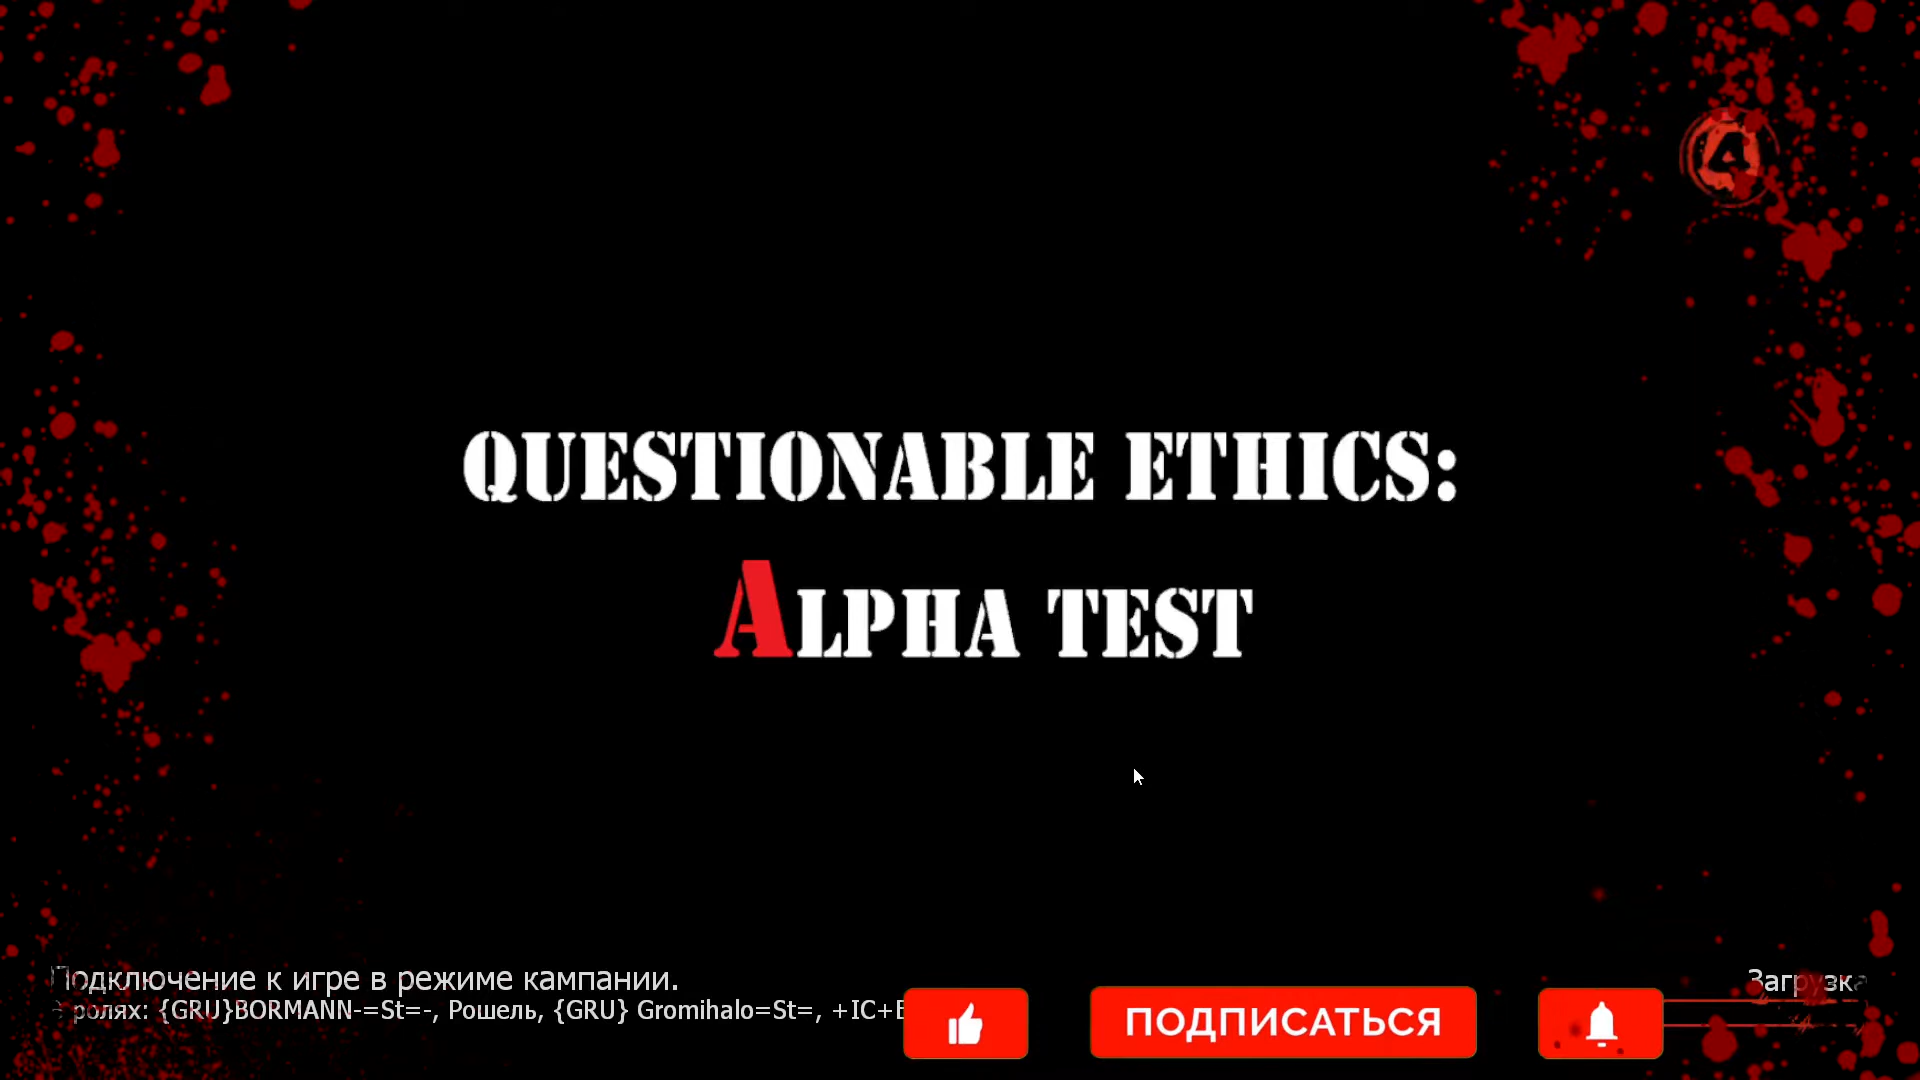 4
QUESTIONABLE ETHICS:
ALPHA TEST
Подключение к игре в режиме кампании.
Загрузка
В ролях: {GRU}BORMANN-=St=-, Рошель, {GRU} Gromihalo=St=, +IC+
ПОДПИСАТЬСЯ